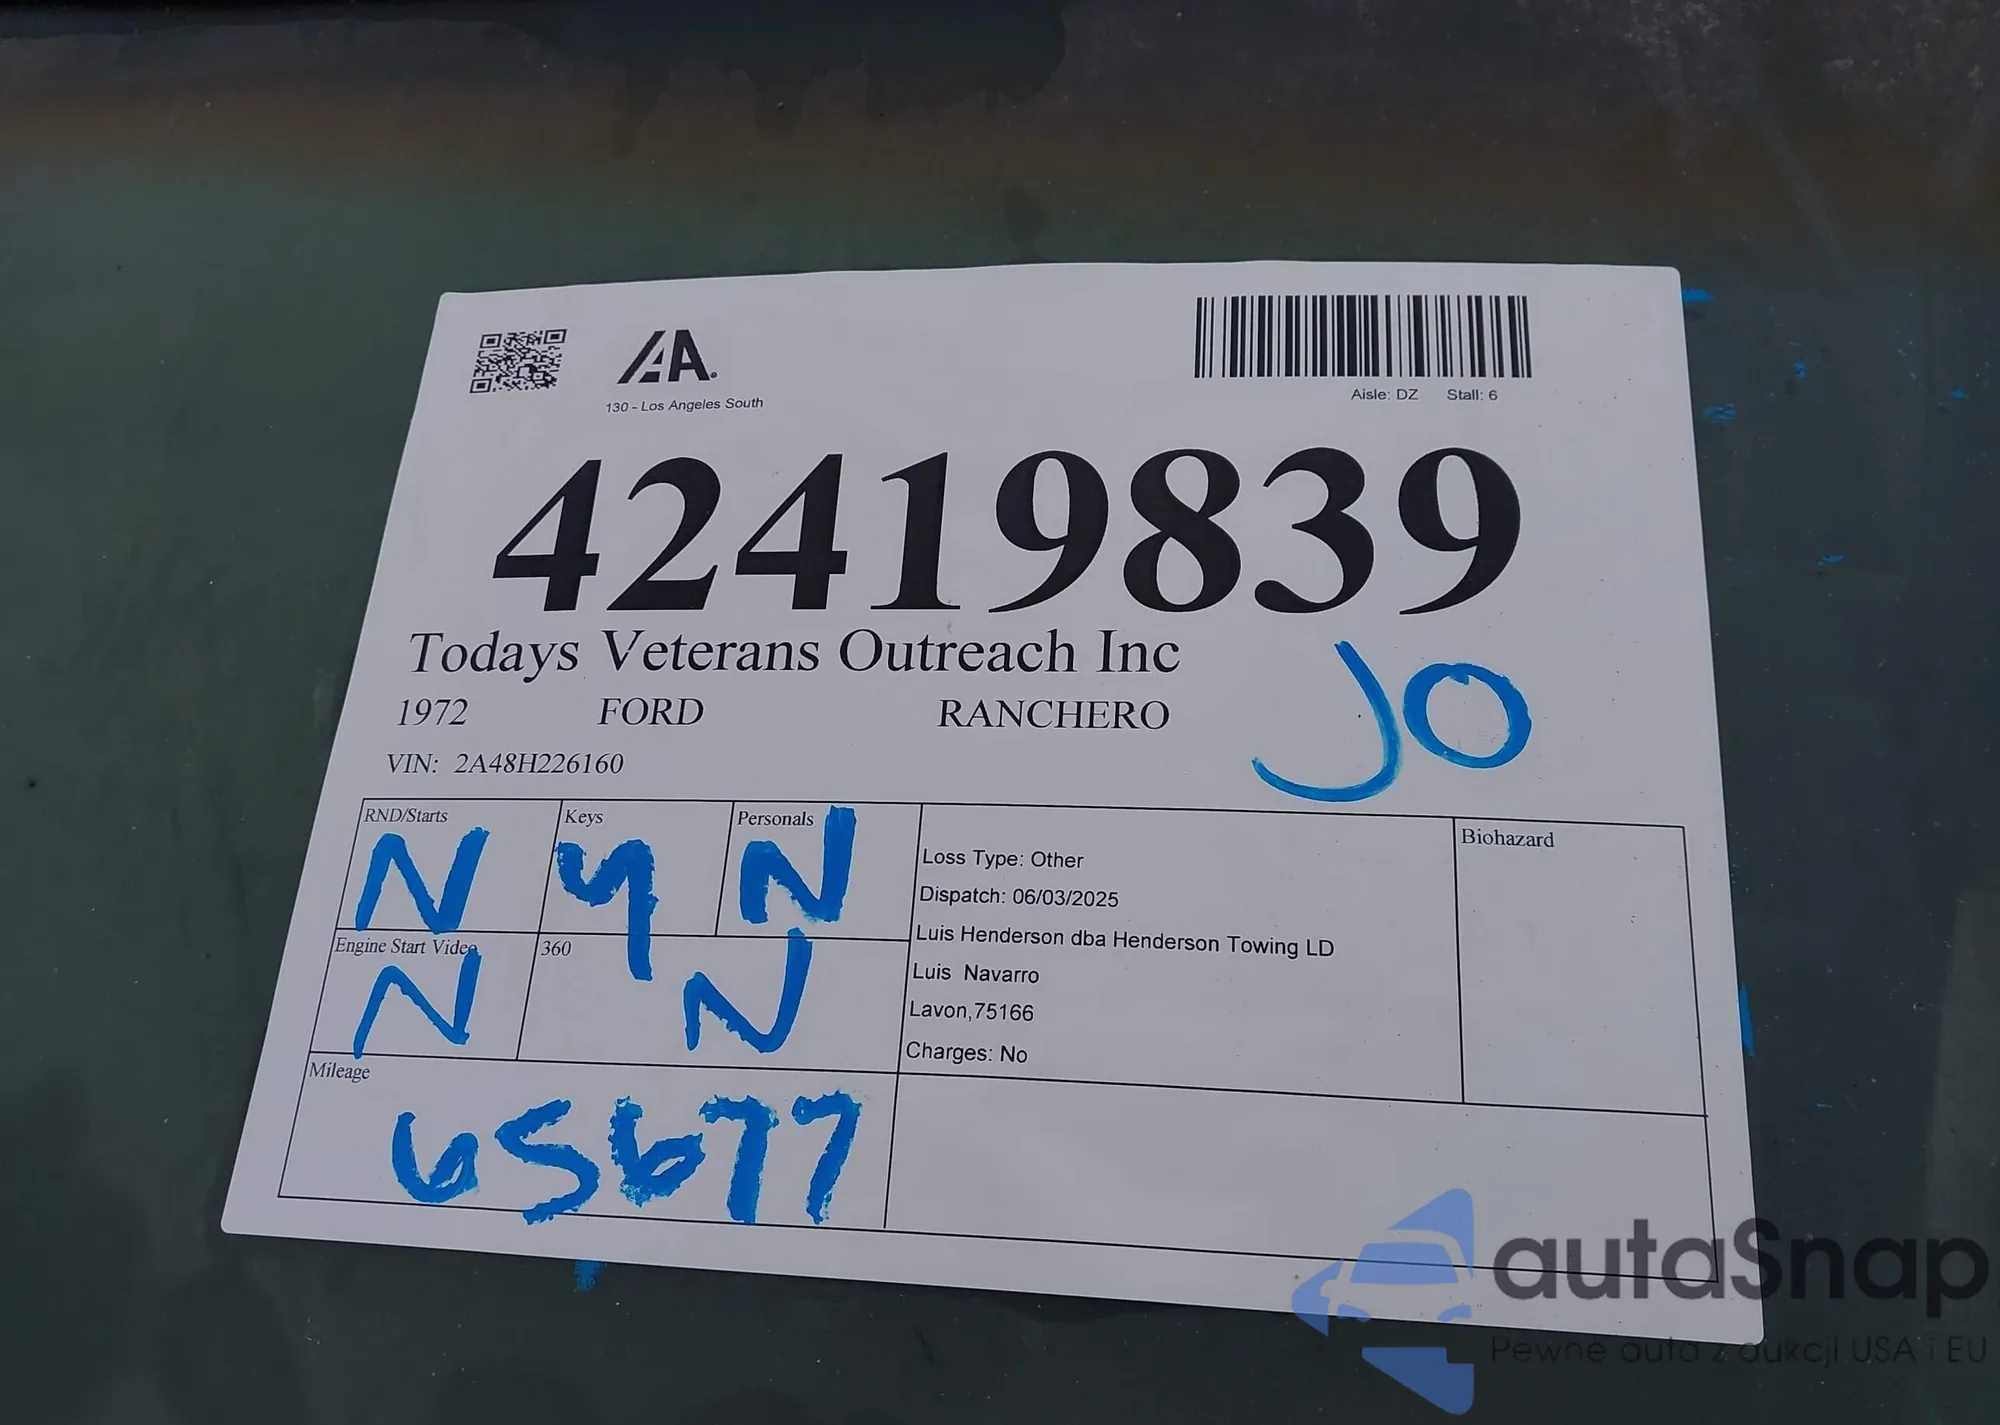 IAA.
130 - Los Angeles South
Aisle: DZ Stall: 6
42419839
Todays Veterans Outreach Inc
JO
1972 FORD RANCHERO
VIN: 2A48H226160
RND/Starts Keys Personals
N Y N
Biohazard
Loss Type: Other
Dispatch: 06/03/2025
Luis Henderson dba Henderson Towing LD
Luis Navarro
Lavon,75166
Charges: No
Engine Start Video 360
N N
Mileage
65677
autaSnap
Pewne auta z aukcji USA i EU